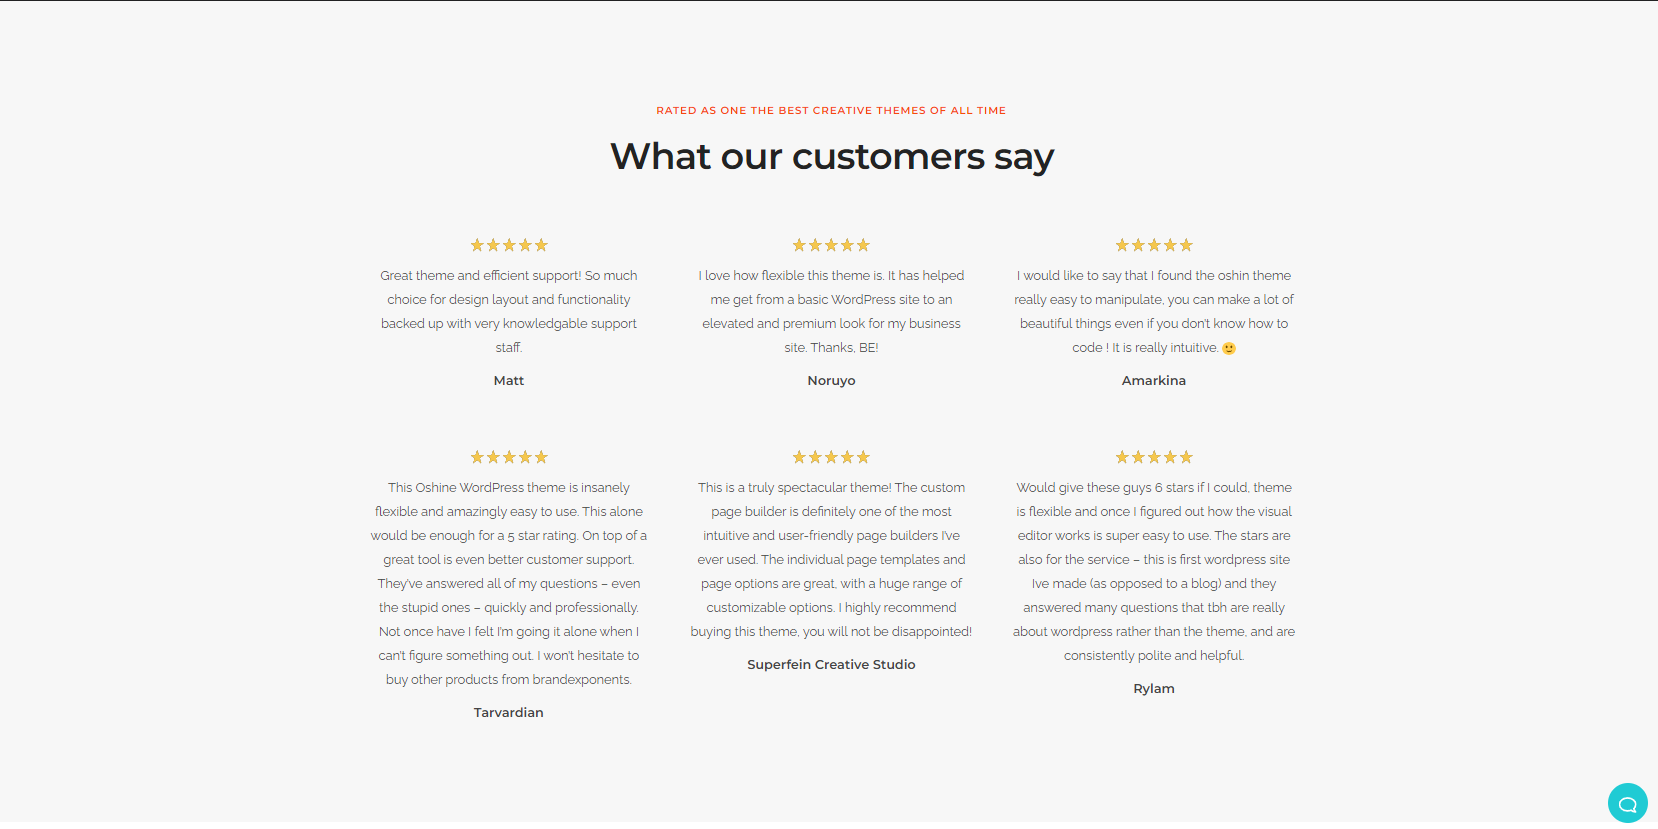 RATED AS ONE THE BEST CREATIVE THEMES OF ALL TIME
What our customers say
Great theme and efficient support! So much
choice for design layout and functionality
backed up with very knowledgable support
staff.
Matt
I love how flexible this theme is. It has helped
me get from a basic WordPress site to an
elevated and premium look for my business
site. Thanks, BE!
Noruyo
I would like to say that I found the oshin theme
really easy to manipulate, you can make a lot of
beautiful things even if you don't know how to
code ! It is really intuitive. 🙂
Amarkina
This Oshine WordPress theme is insanely
flexible and amazingly easy to use. This alone
would be enough for a 5 star rating. On top of a
great tool is even better customer support.
They've answered all of my questions – even
the stupid ones – quickly and professionally.
Not once have I felt I'm going it alone when I
can't figure something out. I won't hesitate to
buy other products from brandexponents.
Tarvardian
This is a truly spectacular theme! The custom
page builder is definitely one of the most
intuitive and user-friendly page builders I've
ever used. The individual page templates and
page options are great, with a huge range of
customizable options. I highly recommend
buying this theme, you will not be disappointed!
Superfein Creative Studio
Would give these guys 6 stars if I could, theme
is flexible and once I figured out how the visual
editor works is super easy to use. The stars are
also for the service – this is first wordpress site
Ive made (as opposed to a blog) and they
answered many questions that tbh are really
about wordpress rather than the theme, and are
consistently polite and helpful.
Rylam